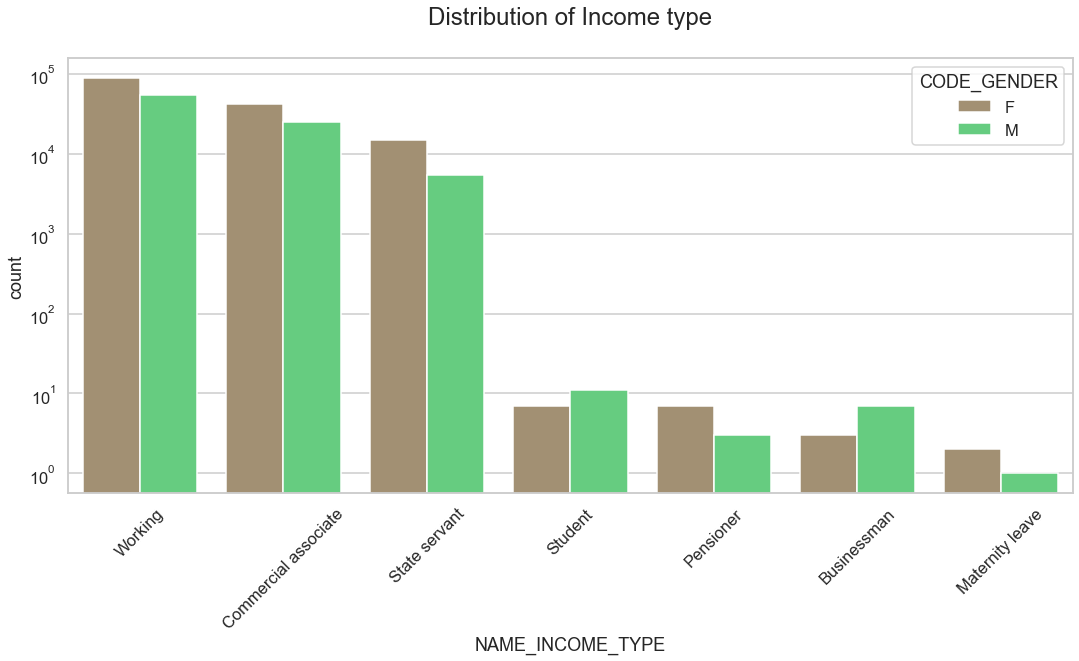 Distribution of Income type
CODE_GENDER
F
M
10^5
10^4
10^3
10^2
10^1
10^0
count
Working
Commercial associate
State servant
Student
Pensioner
Businessman
Maternity leave
NAME_INCOME_TYPE